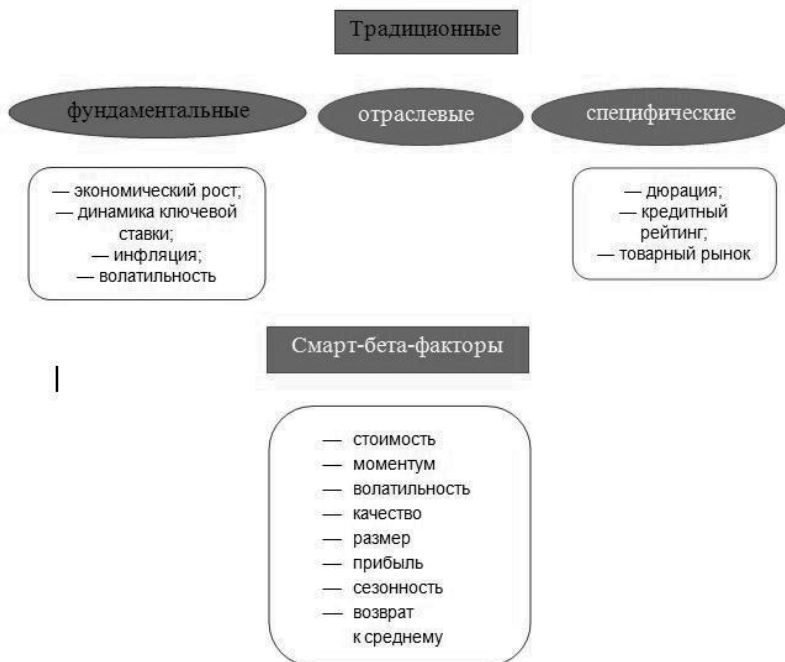 Традиционные
фундаментальные
отраслевые
специфические
— экономический рост;
— динамика ключевой
ставки;
— инфляция;
— волатильность
— дюрация;
— кредитный
рейтинг;
— товарный рынок
Смарт-бета-факторы
— стоимость
— моментум
— волатильность
— качество
— размер
— прибыль
— сезонность
— возврат
к среднему